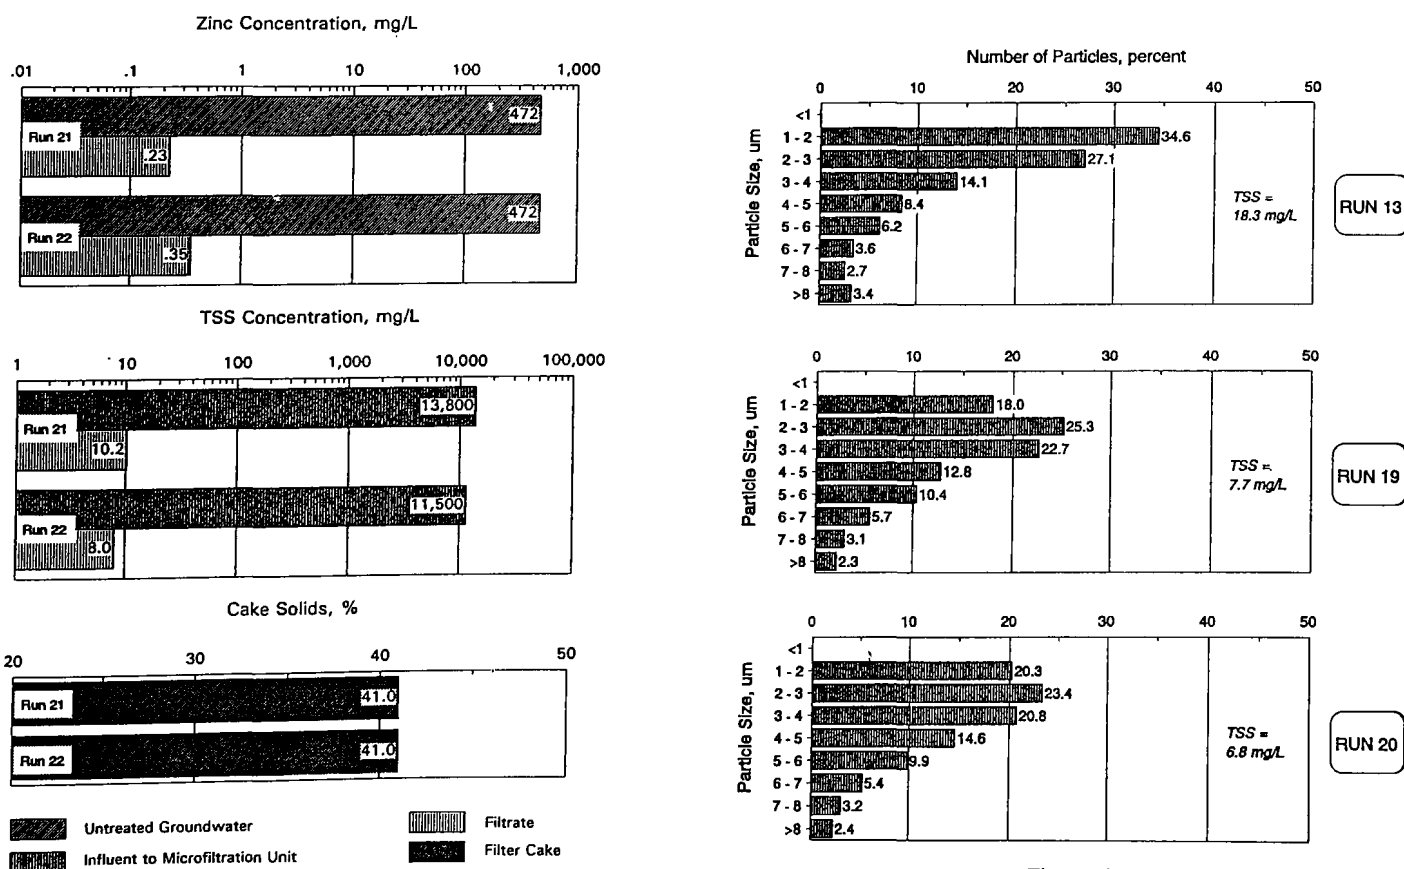 Zinc Concentration, mg/L
.01 .1 1 10 100 1,000
472
Run 21
.23
472
Run 22
.35
TSS Concentration, mg/L
1 10 100 1,000 10,000 100,000
13,800
Run 21
10.2
11,500
Run 22
8.0
Cake Solids, %
20 30 40 50
Run 21 41.0
Run 22 41.0
Untreated Groundwater
Influent to Microfiltration Unit
Filtrate
Filter Cake
Number of Particles, percent
0 10 20 30 40 50
Particle Size, um
<1
1 - 2 34.6
2 - 3 27.1
3 - 4 14.1
4 - 5 8.4
5 - 6 6.2
6 - 7 3.6
7 - 8 2.7
>8 3.4
TSS =
18.3 mg/L
RUN 13
0 10 20 30 40 50
Particle Size, um
<1
1 - 2 18.0
2 - 3 25.3
3 - 4 22.7
4 - 5 12.8
5 - 6 10.4
6 - 7 5.7
7 - 8 3.1
>8 2.3
TSS =
7.7 mg/L
RUN 19
0 10 20 30 40 50
Particle Size, um
<1
1 - 2 20.3
2 - 3 23.4
3 - 4 20.8
4 - 5 14.6
5 - 6 9.9
6 - 7 5.4
7 - 8 3.2
>8 2.4
TSS =
6.8 mg/L
RUN 20